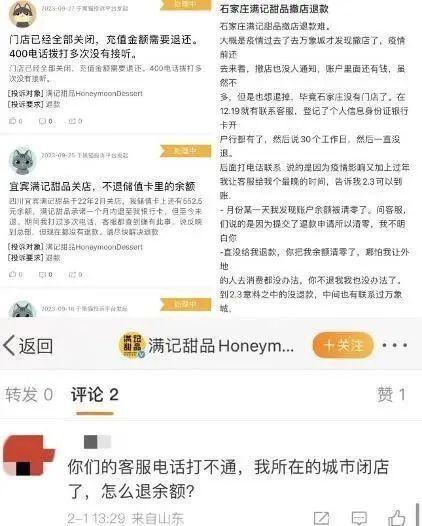 2023-09-27 于黑猫投诉平台发起
处理中
门店已经全部关闭,充值金额需要退还。
400电话拨打多次没有接听。
门店已经全部关闭,充值金额需要退还。
400电话拨打多次没有接听。
[投诉对象] 满记甜品HoneymoonDessert
[投诉要求] 退款
0
0
0
2023-09-25 于黑猫投诉平台发起
处理中
宜宾满记甜品关店,不退储值卡里的余额
四川宜宾满记甜品于22年2月关店,我储值卡上还有552.5
元余额,满记甜品承诺一个月内退至我银行卡,但至今未
退。期间我打过多次电话,客服都直到赚有此事。说反映
到总部,但现在都没有退款。请尽快解决退款
[投诉对象] 满记甜品HoneymoonDessert
[投诉要求] 退款
0
0
0
2023-09-16 于黑猫投诉平台发起
处理中
石家庄满记甜品撤店退款
石家庄满记甜品撤店退款难。
大概是疫情过去了去万象城才发现撤店了,疫情
前还
去来看,撤店也没人通知,账户里面还有钱,虽然
不
多,但是也想退掉,毕竟石家庄没有门店了。在
12.19就有联系客服,登记了个人信息身份证银行
卡开
户行都有了,然后说30个工作日,然后一直没
退。
后面打电话联系 说的是因为疫情影响又加上过年
我让客服给我个最晚的时间,告诉我2.3可以到
账.
- 月份某一天我发现账户余额被清零了。问客服,
们说的是因为提交了退款申请所以清零,我不明
白你
-直没给我退款,你把我余额清零了,哪怕我让外
地
的人去消费都没办法了。你不退我我也没法了。
到2.3意料之中的没退款,中间也有联系过万象
城.
返回
满记甜品
满记甜品Honeym...
+关注
转发 0
评论 2
赞 1
你们的客服电话打不通,我所在的城市闭店
了,怎么退余额?
2-1 13:29 来自山东